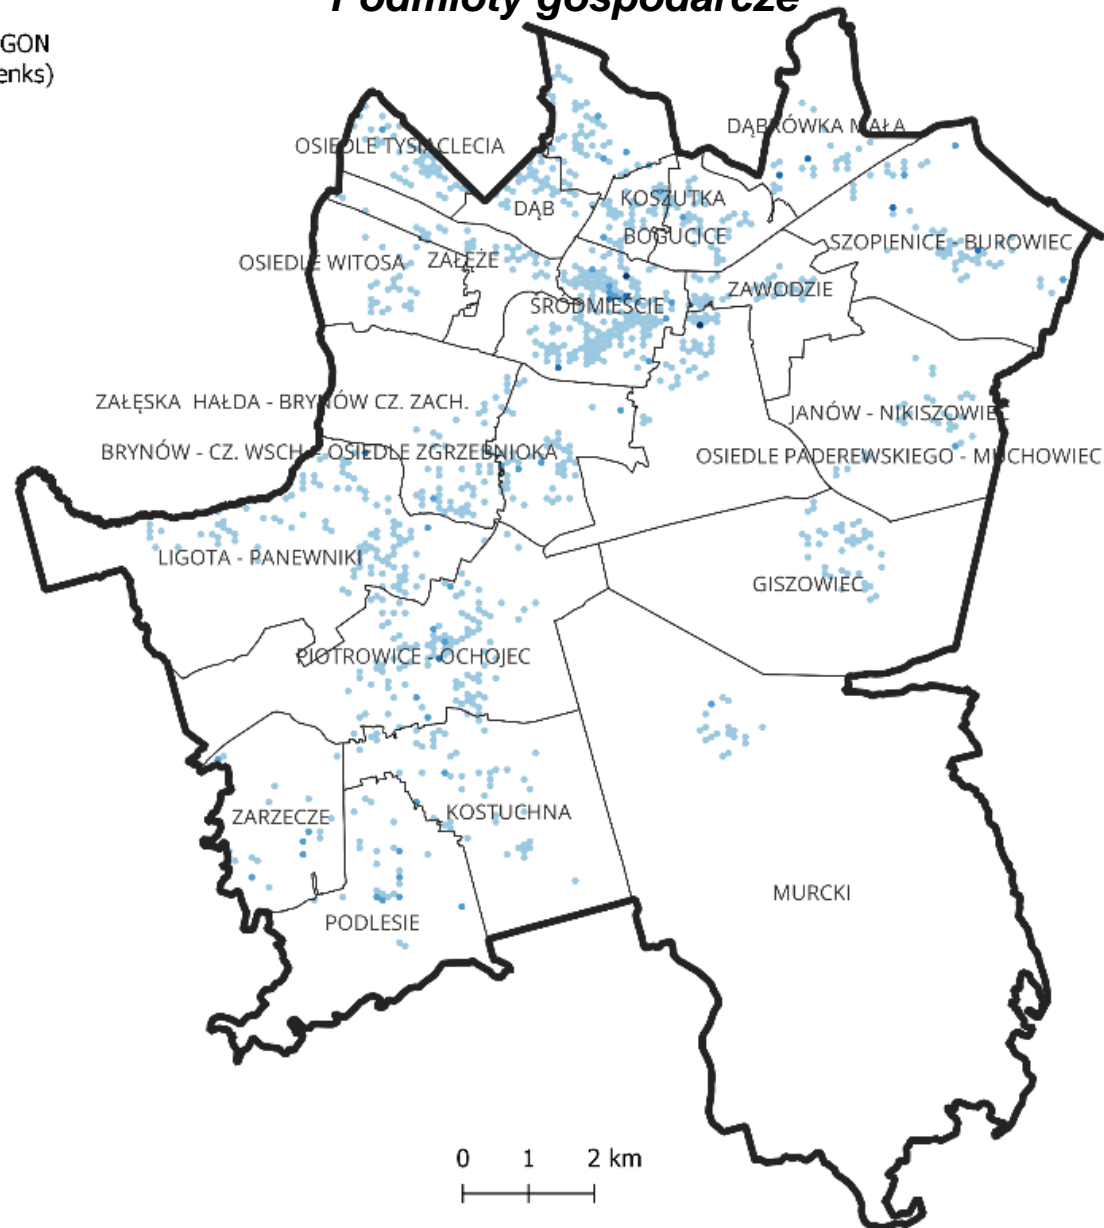 Podmioty gospodarcze
GON
enks)
DĄBRÓWKA MAŁA
OSIEDLE TYSIĄCLECIA
KOSZUTKA
DĄB
BOGUCICE
SZOPIENICE - BUROWIEC
OSIEDLE WITOSA
ZAŁĘŻE
ZAWODZIE
ŚRÓDMIEŚCIE
ZAŁĘSKA HAŁDA - BRYNÓW CZ. ZACH.
JANÓW - NIKISZOWIEC
BRYNÓW - CZ. WSCH. - OSIEDLE ZGRZEBNIOKA
OSIEDLE PADEREWSKIEGO - MUCHOWIEC
LIGOTA - PANEWNIKI
GISZOWIEC
PIOTROWICE - OCHOJEC
ZARZECZE
KOSTUCHNA
MURCKI
PODLESIE
0 1 2 km